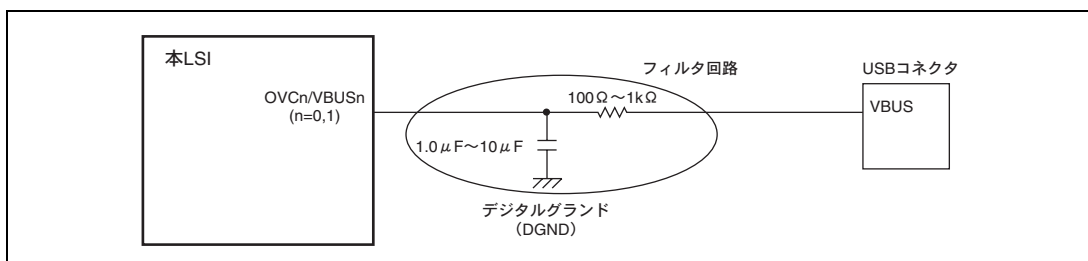 本LSI
OVCn/VBUSn
(n=0,1)
フィルタ回路
100Ω～1kΩ
1.0μF～10μF
デジタルグランド
（DGND）
USBコネクタ
VBUS